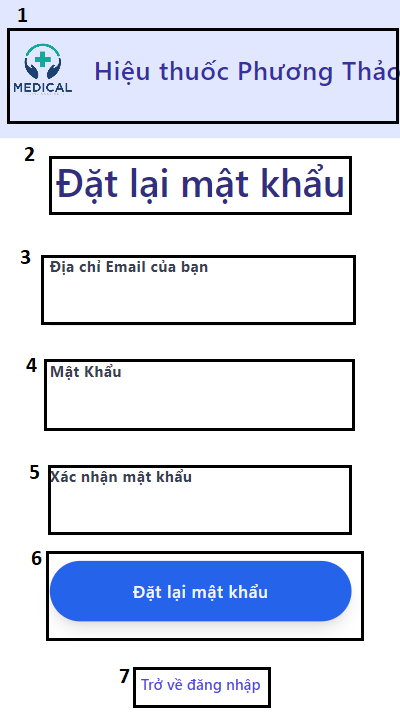 1
MEDICAL
Hiệu thuốc Phương Thảo
2
Đặt lại mật khẩu
3
Địa chỉ Email của bạn
4
Mật Khẩu
5
Xác nhận mật khẩu
6
Đặt lại mật khẩu
7
Trở về đăng nhập